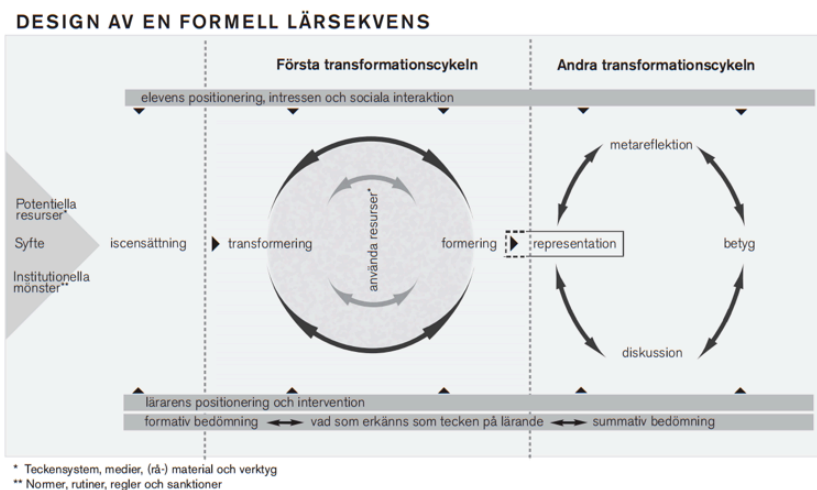 DESIGN AV EN FORMELL LÄRSEKVENS
Första transformationscykeln
Andra transformationscykeln
elevens positionering, intressen och sociala interaktion
Potentiella
resurser*
Syfte
Institutionella
mönster**
iscensättning
transformering
använda resurser*
formering
representation
metareflektion
betyg
diskussion
lärarens positionering och intervention
formativ bedömning vad som erkänns som tecken på lärande summativ bedömning
* Teckensystem, medier, (rå-) material och verktyg
** Normer, rutiner, regler och sanktioner